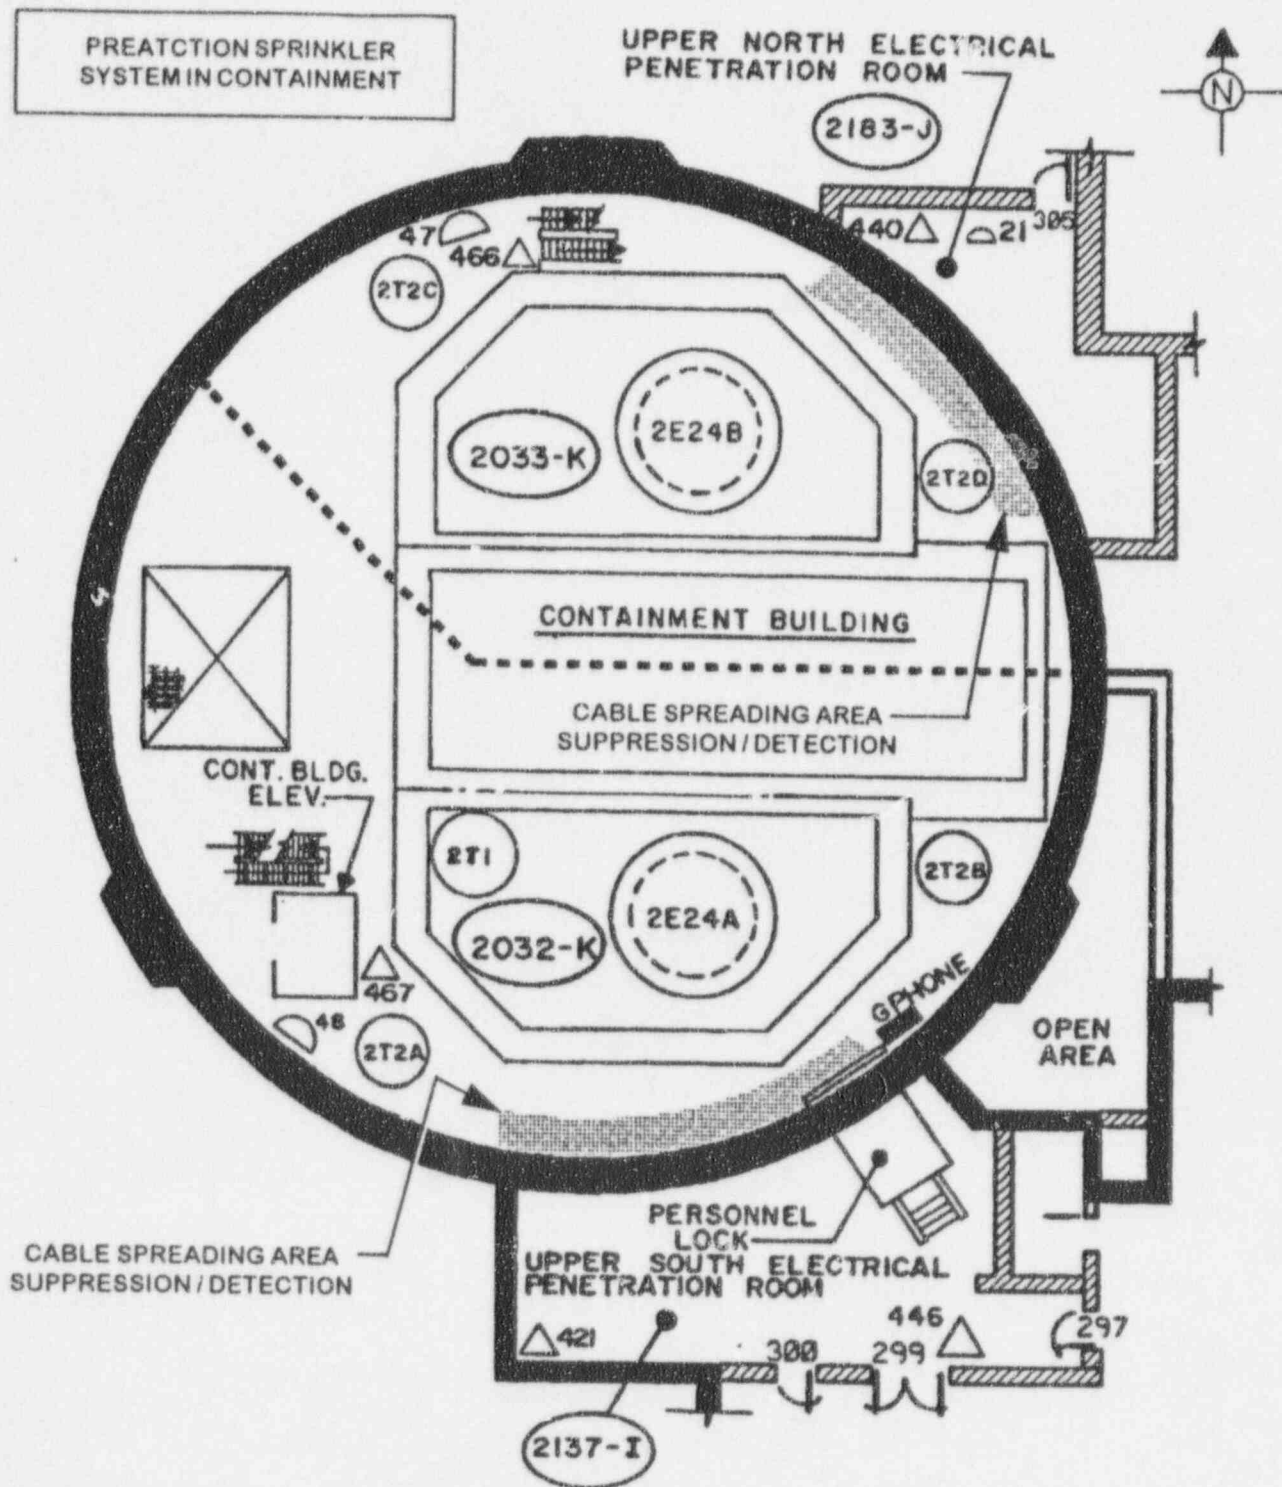 PREATCTION SPRINKLER
SYSTEM IN CONTAINMENT
UPPER NORTH ELECTRICAL
PENETRATION ROOM
N
2183-J
47
466
440
21
305
2T2C
2E24B
2033-K
2T2D
CONTAINMENT BUILDING
CABLE SPREADING AREA
SUPPRESSION / DETECTION
CONT. BLDG.
ELEV.
2T1
2T2B
2E24A
2032-K
467
48
2T2A
G PHONE
OPEN
AREA
PERSONNEL
LOCK
CABLE SPREADING AREA
SUPPRESSION / DETECTION
UPPER SOUTH ELECTRICAL
PENETRATION ROOM
421
446
297
300
299
2137-I